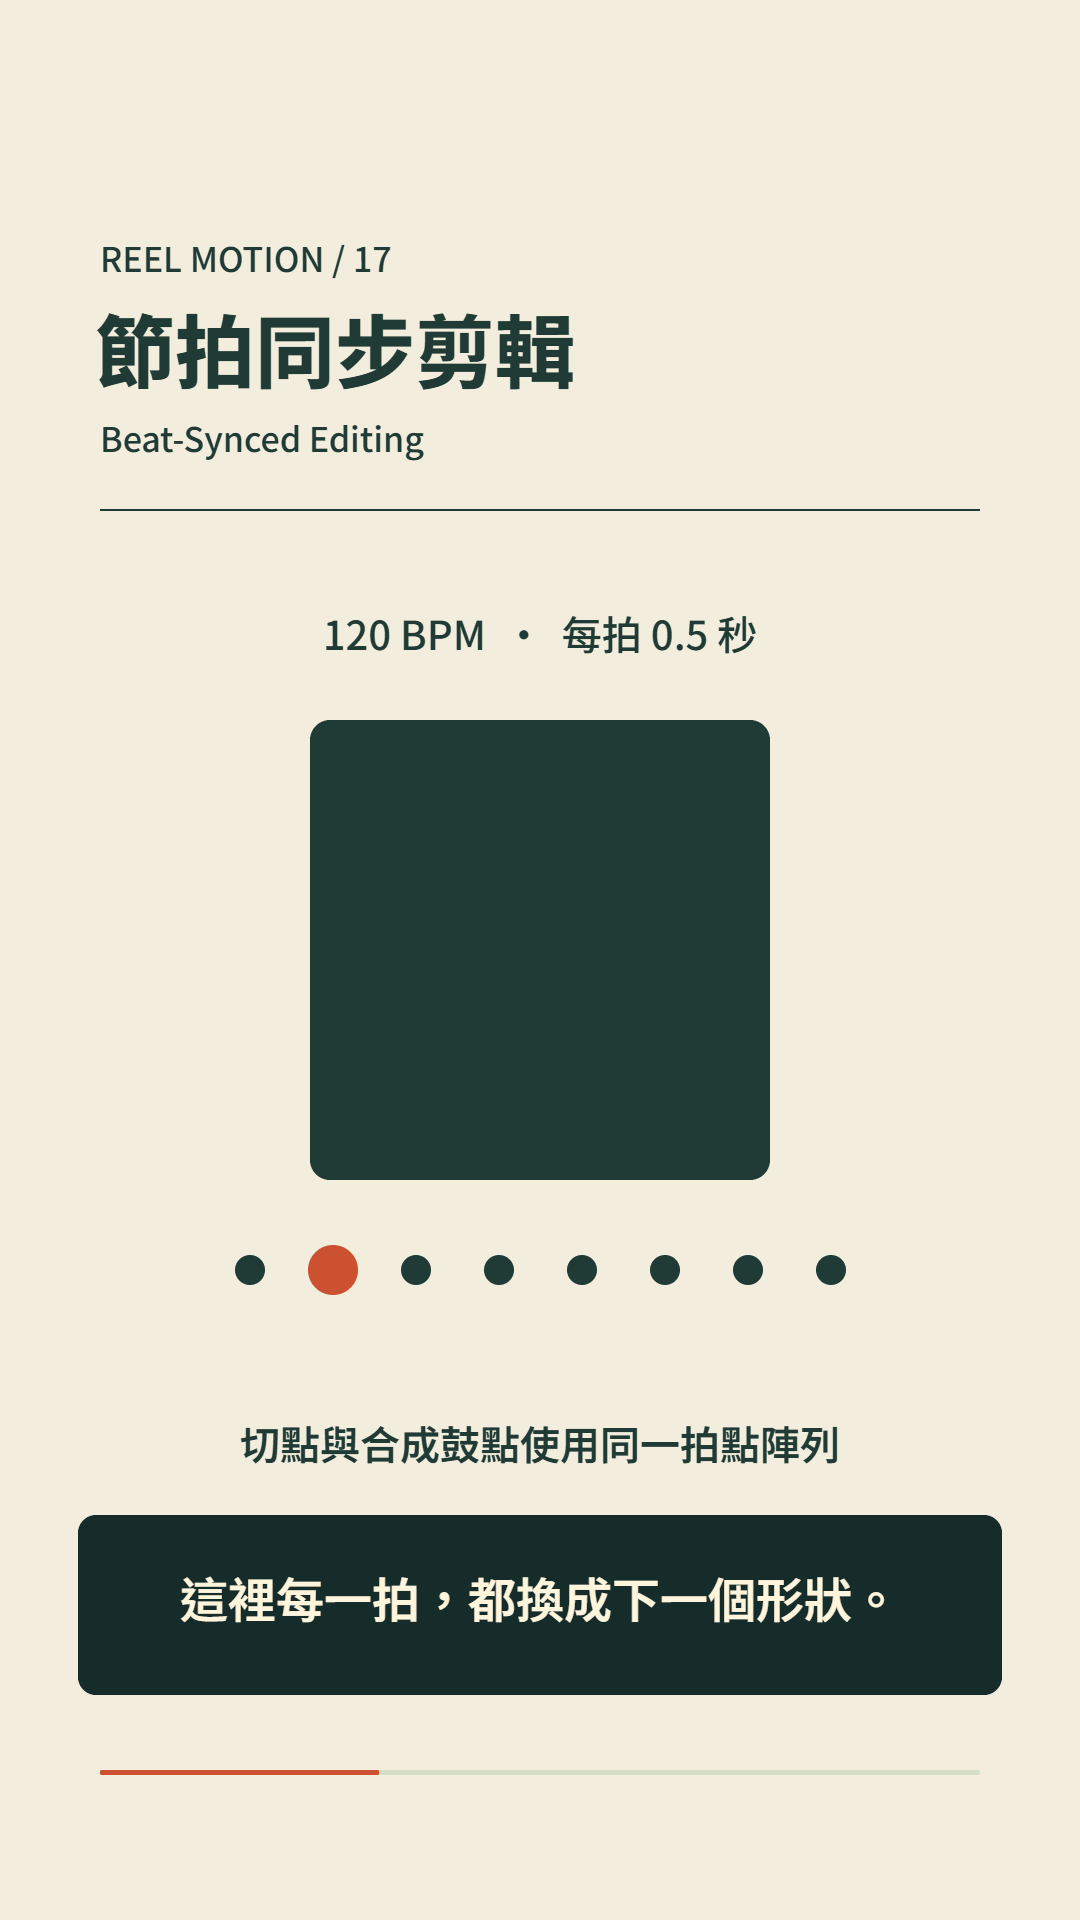 REEL MOTION / 17
節拍同步剪輯
Beat-Synced Editing
120 BPM ・ 每拍 0.5 秒
切點與合成鼓點使用同一拍點陣列
這裡每一拍，都換成下一個形狀。